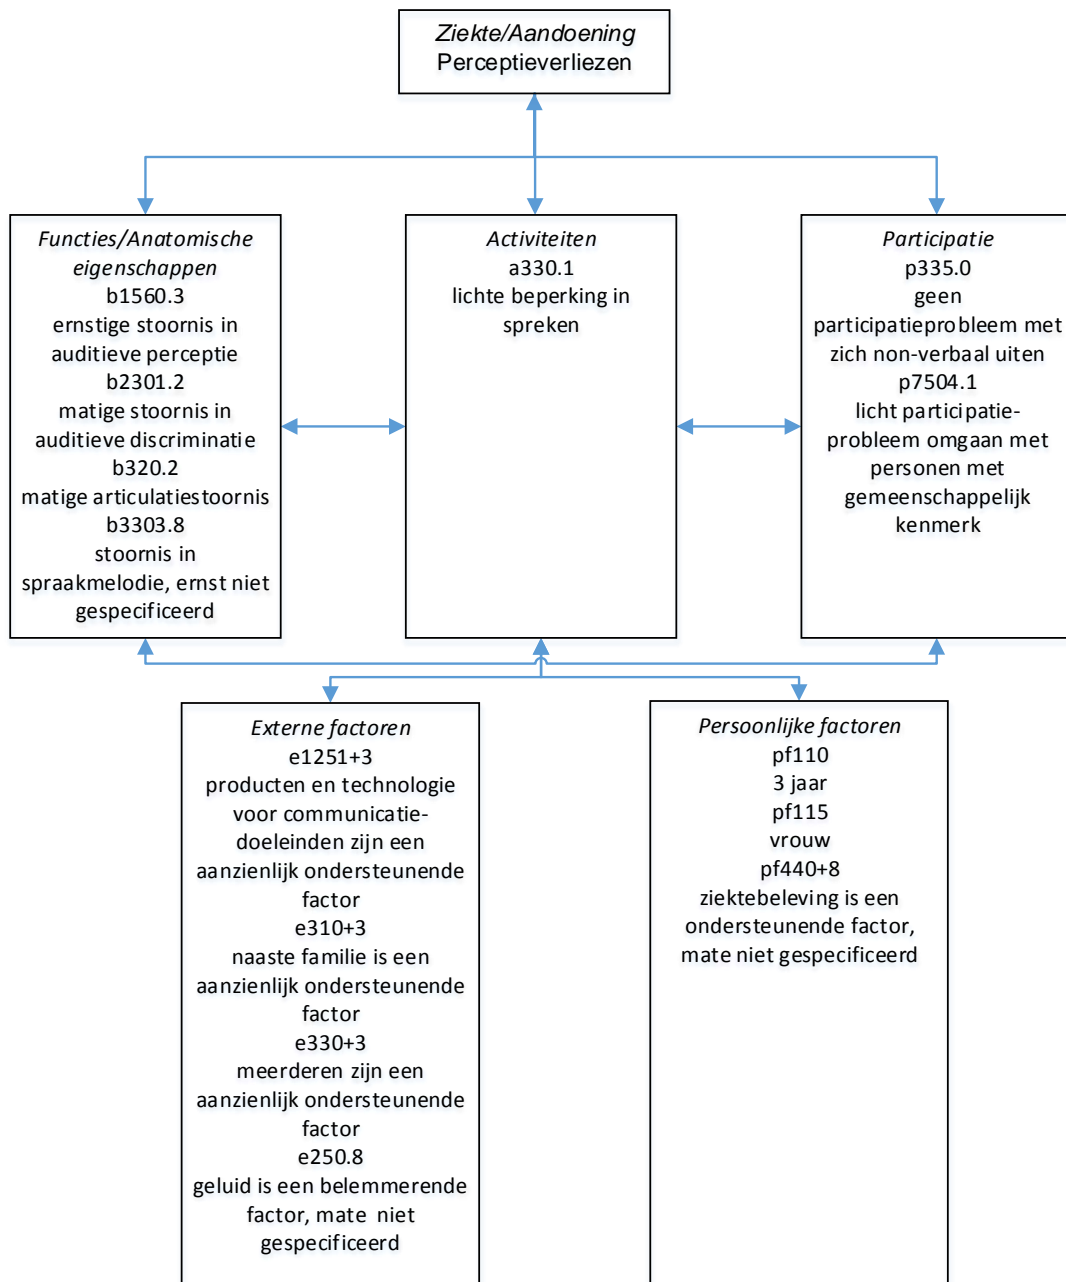 Ziekte/Aandoening
Perceptieverliezen
Functies/Anatomische
eigenschappen
b1560.3
ernstige stoornis in
auditieve perceptie
b2301.2
matige stoornis in
auditieve discriminatie
b320.2
matige articulatiestoornis
b3303.8
stoornis in
spraakmelodie, ernst niet
gespecificeerd
Activiteiten
a330.1
lichte beperking in
spreken
Participatie
p335.0
geen
participatieprobleem met
zich non-verbaal uiten
p7504.1
licht participatie-
probleem omgaan met
personen met
gemeenschappelijk
kenmerk
Externe factoren
e1251+3
producten en technologie
voor communicatie-
doeleinden zijn een
aanzienlijk ondersteunende
factor
e310+3
naaste familie is een
aanzienlijk ondersteunende
factor
e330+3
meerderen zijn een
aanzienlijk ondersteunende
factor
e250.8
geluid is een belemmerende
factor, mate niet
gespecificeerd
Persoonlijke factoren
pf110
3 jaar
pf115
vrouw
pf440+8
ziektebeleving is een
ondersteunende factor,
mate niet gespecificeerd